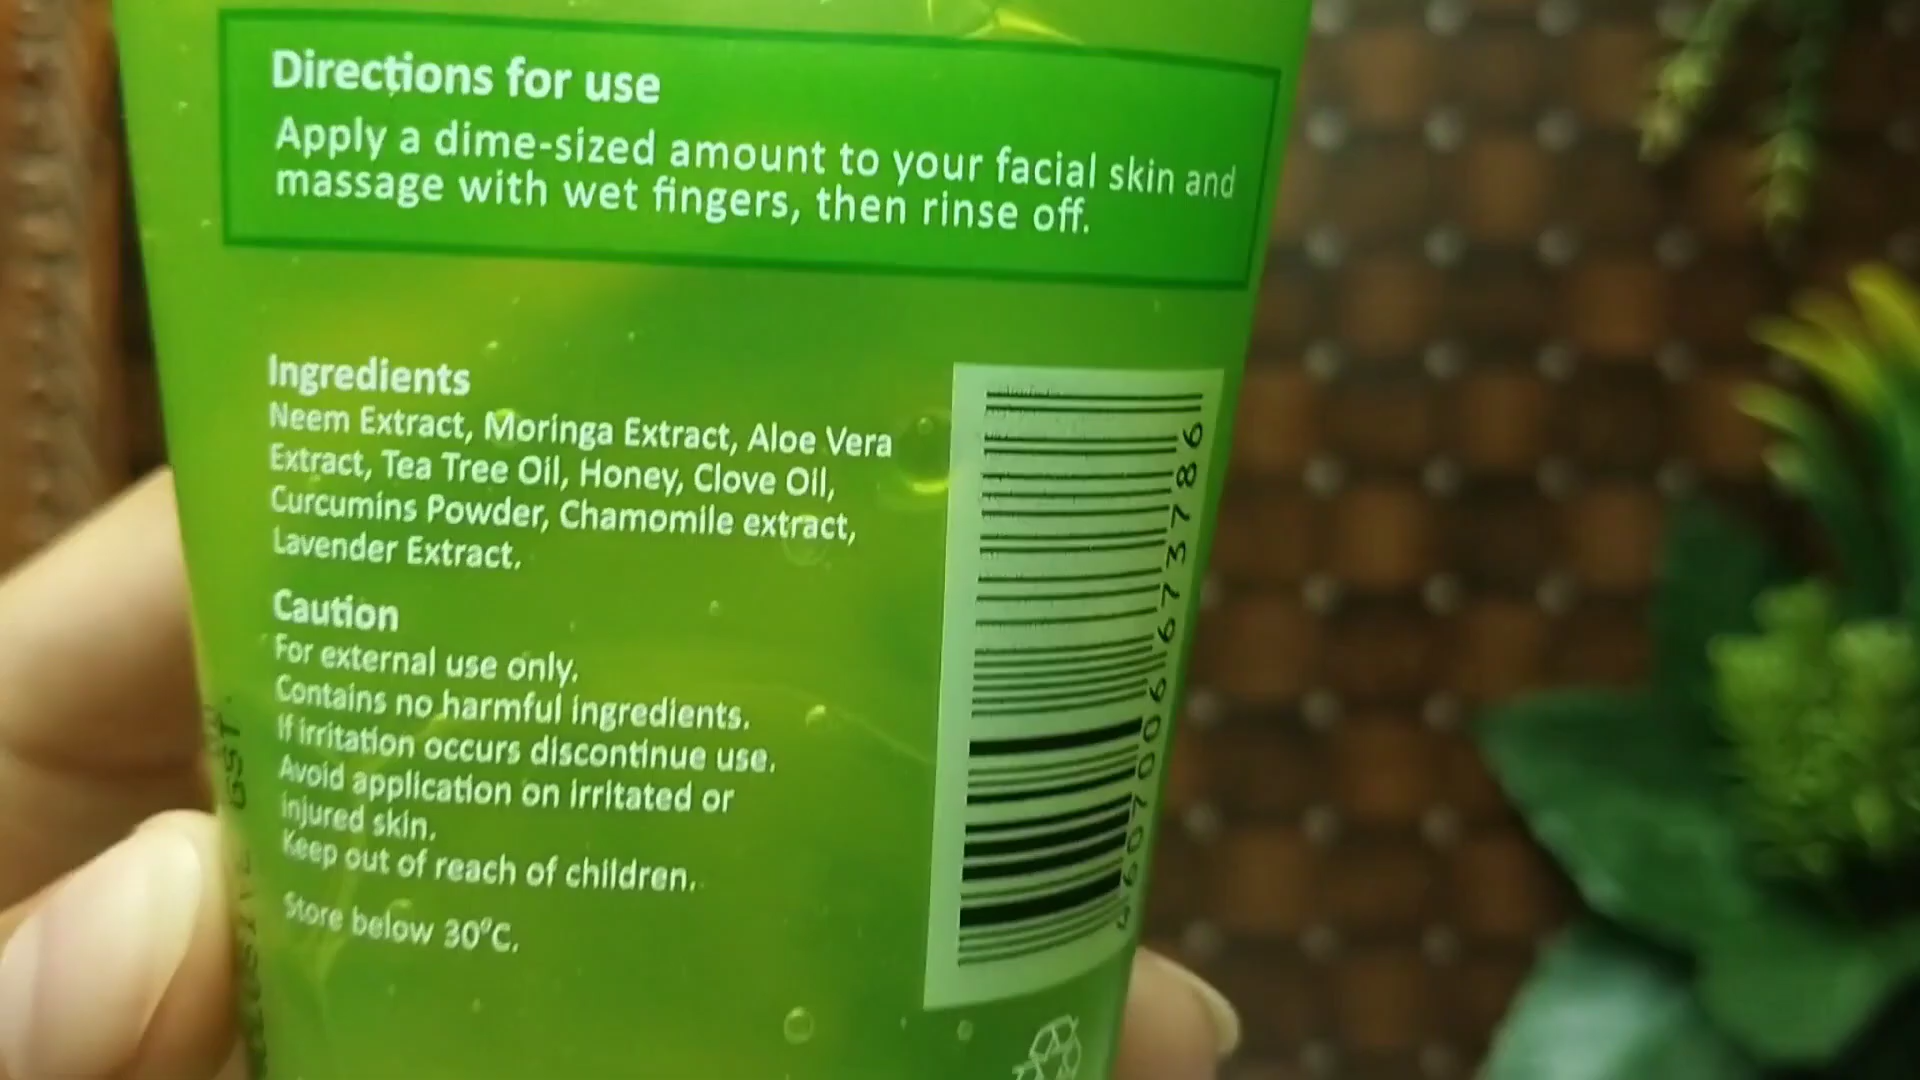 Directions for use
Apply a dime-sized amount to your facial skin and
massage with wet fingers, then rinse off.
Ingredients
Neem Extract, Moringa Extract, Aloe Vera
Extract, Tea Tree Oil, Honey, Clove Oil,
Curcumins Powder, Chamomile extract,
Lavender Extract.
Caution
For external use only.
Contains no harmful ingredients.
If irritation occurs discontinue use.
Avoid application on irritated or
injured skin.
Keep out of reach of children.
Store below 30°C.
GST.